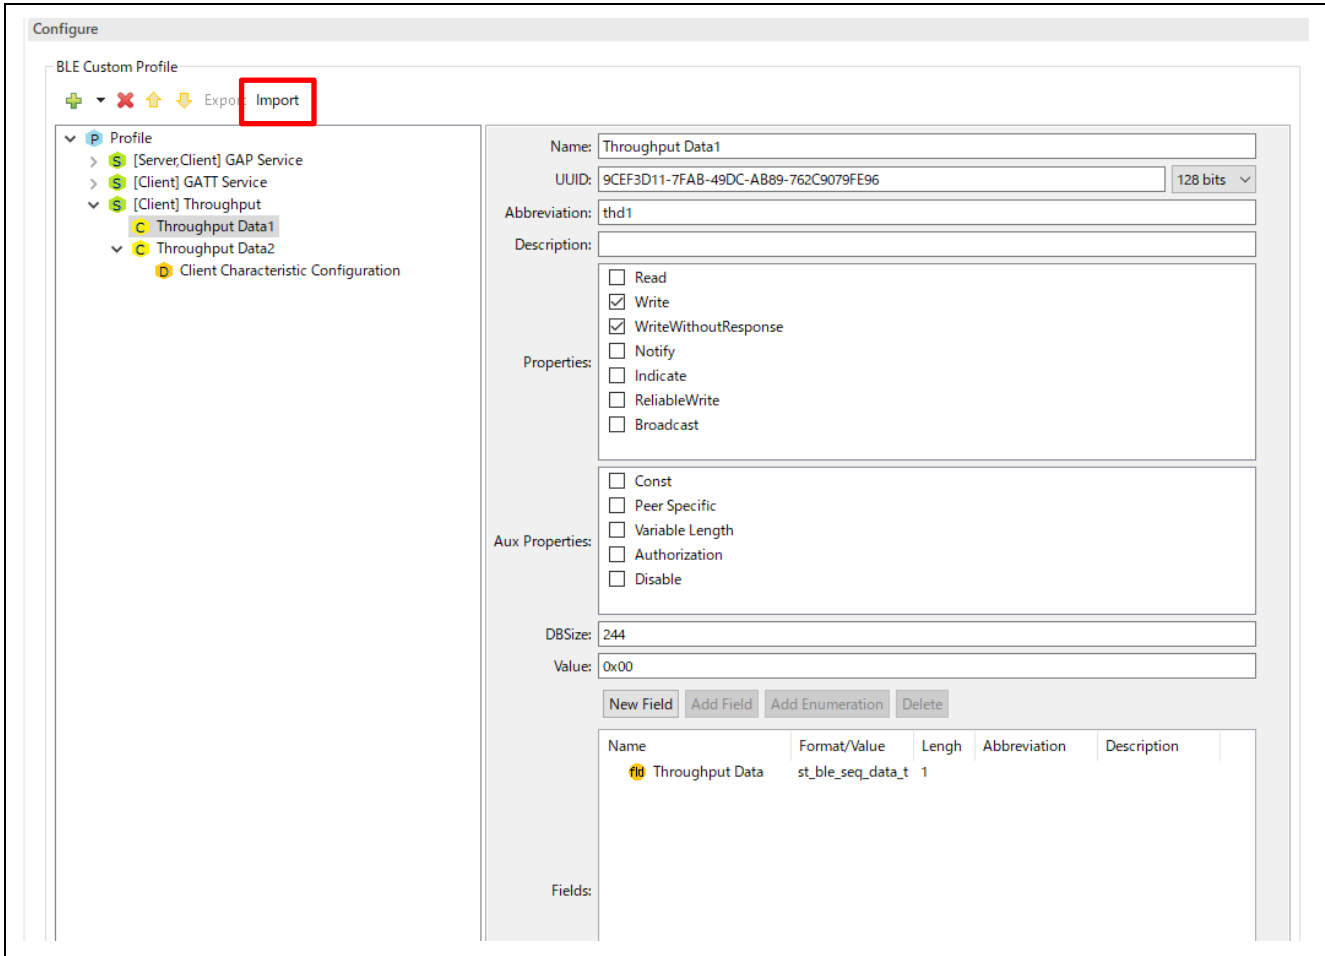 Configure
BLE Custom Profile
Export Import
P Profile
S [Server,Client] GAP Service
S [Client] GATT Service
S [Client] Throughput
C Throughput Data1
C Throughput Data2
D Client Characteristic Configuration
Name: Throughput Data1
UUID: 9CEF3D11-7FAB-49DC-AB89-762C9079FE96 128 bits
Abbreviation: thd1
Description:
Properties:
Read
Write
WriteWithoutResponse
Notify
Indicate
ReliableWrite
Broadcast
Aux Properties:
Const
Peer Specific
Variable Length
Authorization
Disable
DBSize: 244
Value: 0x00
New Field Add Field Add Enumeration Delete
Fields:
Name Format/Value Lengh Abbreviation Description
fld Throughput Data st_ble_seq_data_t 1